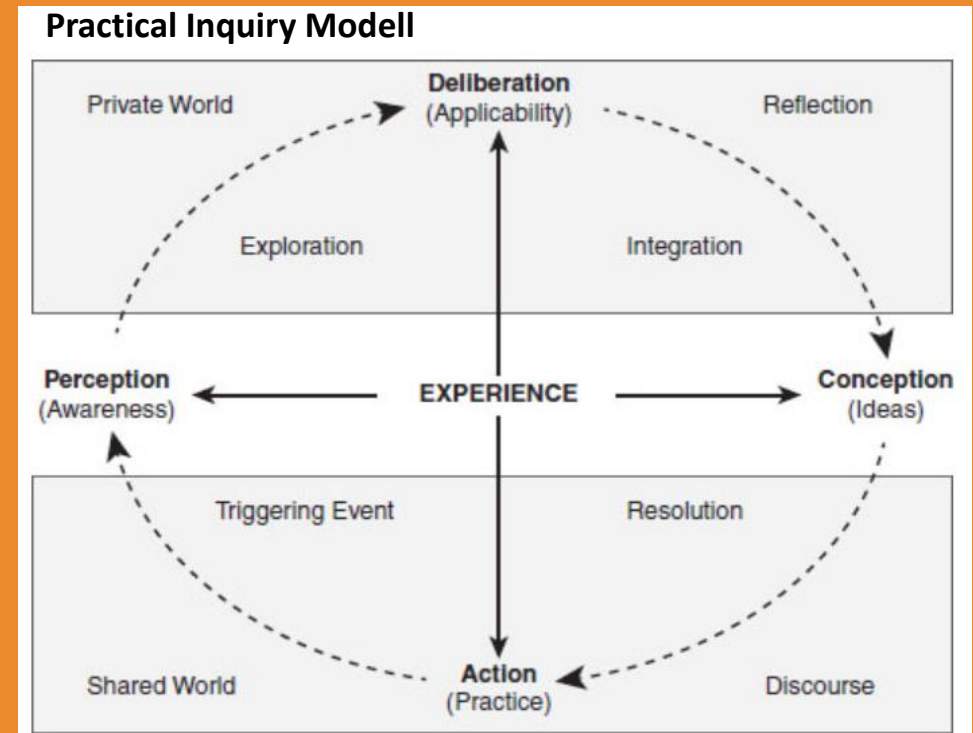 Practical Inquiry Modell
Deliberation
(Applicability)
Private World
Reflection
Exploration
Integration
Perception
(Awareness)
EXPERIENCE
Conception
(Ideas)
Triggering Event
Resolution
Shared World
Action
(Practice)
Discourse